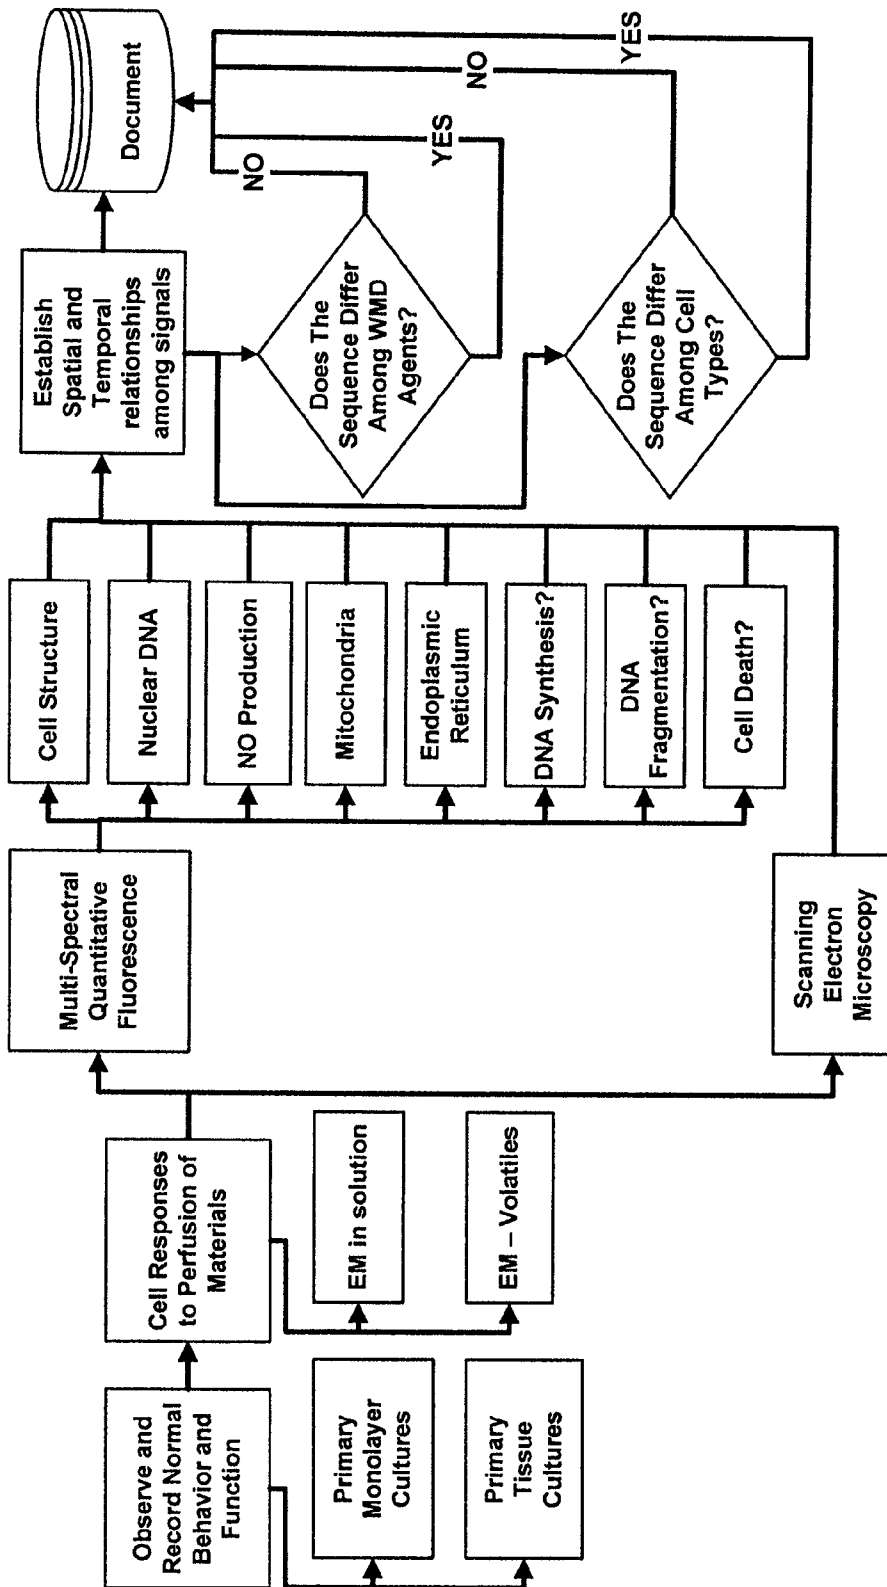 Observe and
Record Normal
Behavior and
Function
Primary
Monolayer
Cultures
Primary
Tissue
Cultures
Cell Responses
to Perfusion of
Materials
EM in solution
EM – Volatiles
Multi-Spectral
Quantitative
Fluorescence
Scanning
Electron
Microscopy
Cell Structure
Nuclear DNA
NO Production
Mitochondria
Endoplasmic
Reticulum
DNA Synthesis?
DNA
Fragmentation?
Cell Death?
Establish
Spatial and
Temporal
relationships
among signals
Does The
Sequence Differ
Among WMD
Agents?
Does The
Sequence Differ
Among Cell
Types?
Document
NO
YES
NO
YES